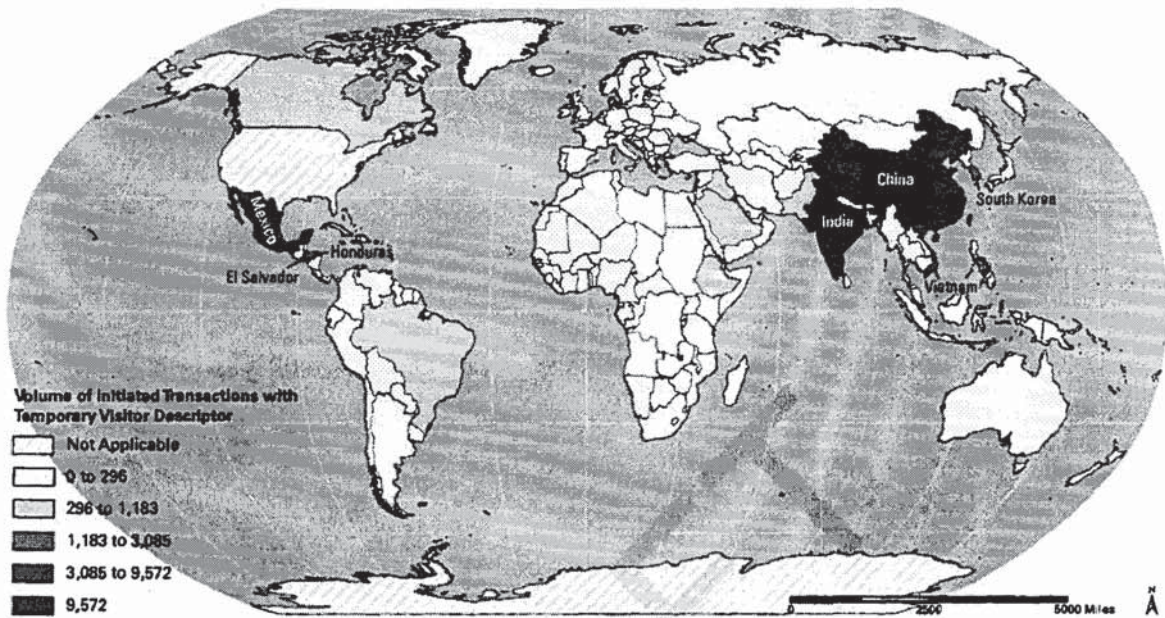 China
South Korea
India
Mexico
Honduras
El Salvador
Vietnam
Volume of Initiated Transactions with
Temporary Visitor Descriptor
Not Applicable
0 to 296
296 to 1,183
1,183 to 3,085
3,085 to 9,572
9,572
0 2500 5000 Miles
N